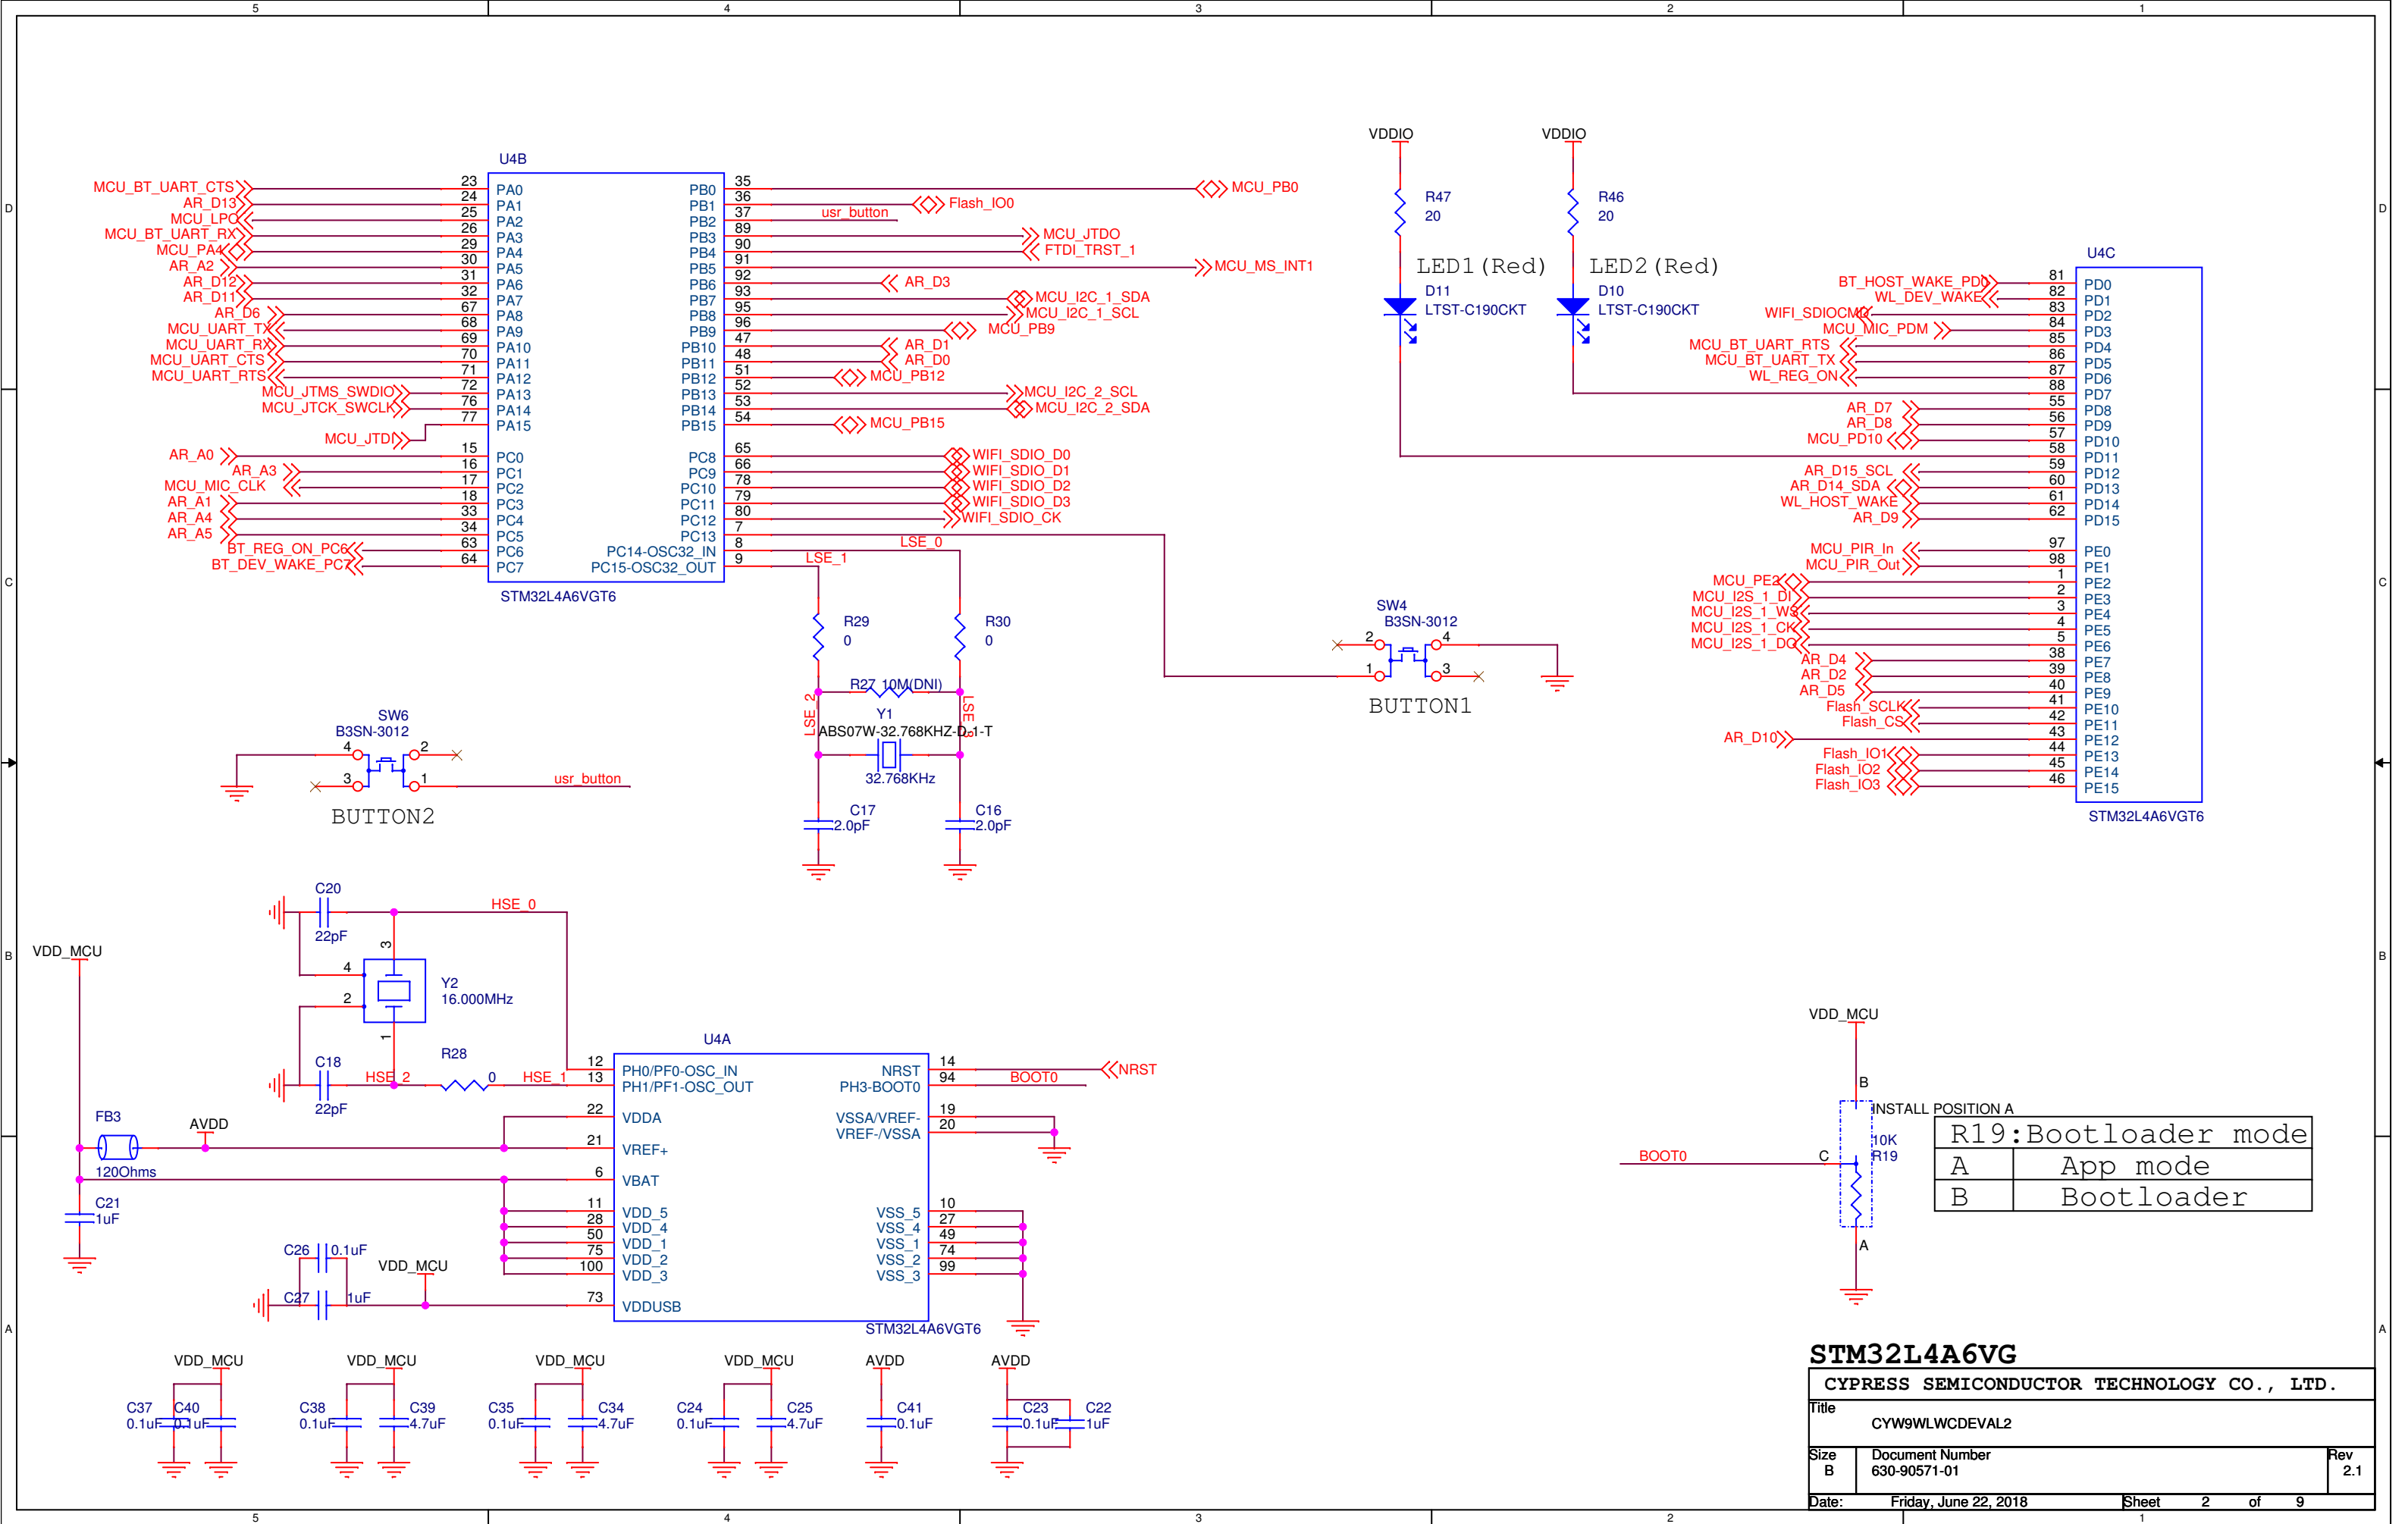 5 4 3 2 1
D
C
B
A
U4B
MCU_BT_UART_CTS 23 PA0
AR_D13 24 PA1
MCU_LPO 25 PA2
MCU_BT_UART_RX 26 PA3
MCU_PA4 29 PA4
AR_A2 30 PA5
AR_D12 31 PA6
AR_D11 32 PA7
AR_D6 67 PA8
MCU_UART_TX 68 PA9
MCU_UART_RX 69 PA10
MCU_UART_CTS 70 PA11
MCU_UART_RTS 71 PA12
MCU_JTMS_SWDIO 72 PA13
MCU_JTCK_SWCLK 76 PA14
MCU_JTDI 77 PA15
AR_A0 15 PC0
AR_A3 16 PC1
MCU_MIC_CLK 17 PC2
AR_A1 18 PC3
AR_A4 33 PC4
AR_A5 34 PC5
BT_REG_ON_PC6 63 PC6
BT_DEV_WAKE_PC7 64 PC7
PB0 35 MCU_PB0
PB1 36 Flash_IO0
PB2 37 usr_button
PB3 89 MCU_JTDO
PB4 90 FTDI_TRST_1
PB5 91 MCU_MS_INT1
PB6 92 AR_D3
PB7 93 MCU_I2C_1_SDA
PB8 95 MCU_I2C_1_SCL
PB9 96 MCU_PB9
PB10 47 AR_D1
PB11 48 AR_D0
PB12 51 MCU_PB12
PB13 52 MCU_I2C_2_SCL
PB14 53 MCU_I2C_2_SDA
PB15 54 MCU_PB15
PC8 65 WIFI_SDIO_D0
PC9 66 WIFI_SDIO_D1
PC10 78 WIFI_SDIO_D2
PC11 79 WIFI_SDIO_D3
PC12 80 WIFI_SDIO_CK
PC13 7
PC14-OSC32_IN 8 LSE_0
PC15-OSC32_OUT 9 LSE_1
STM32L4A6VGT6
VDDIO VDDIO
R47
20
R46
20
LED1(Red) LED2(Red)
D11
LTST-C190CKT
D10
LTST-C190CKT
U4C
BT_HOST_WAKE_PD0 81 PD0
WL_DEV_WAKE 82 PD1
WIFI_SDIOCMD 83 PD2
MCU_MIC_PDM 84 PD3
MCU_BT_UART_RTS 85 PD4
MCU_BT_UART_TX 86 PD5
WL_REG_ON 87 PD6
88 PD7
AR_D7 55 PD8
AR_D8 56 PD9
MCU_PD10 57 PD10
58 PD11
AR_D15_SCL 59 PD12
AR_D14_SDA 60 PD13
WL_HOST_WAKE 61 PD14
AR_D9 62 PD15
MCU_PIR_In 97 PE0
MCU_PIR_Out 98 PE1
MCU_PE2 1 PE2
MCU_I2S_1_DI 2 PE3
MCU_I2S_1_WS 3 PE4
MCU_I2S_1_CK 4 PE5
MCU_I2S_1_DO 5 PE6
AR_D4 38 PE7
AR_D2 39 PE8
AR_D5 40 PE9
Flash_SCLK 41 PE10
Flash_CS 42 PE11
AR_D10 43 PE12
Flash_IO1 44 PE13
Flash_IO2 45 PE14
Flash_IO3 46 PE15
STM32L4A6VGT6
R29
0
R30
0
R27 10M(DNI)
LSE_2 LSE_3
Y1
ABS07W-32.768KHZ-D-1-T
32.768KHz
C17
2.0pF
C16
2.0pF
SW4
B3SN-3012
2 4
1 3
BUTTON1
SW6
B3SN-3012
4 2
3 1 usr_button
BUTTON2
C20
22pF
HSE_0
3
4
2
1
Y2
16.000MHz
C18
22pF
HSE_2
R28
0
HSE_1
VDD_MCU
FB3
120Ohms
AVDD
C21
1uF
U4A
12 PH0/PF0-OSC_IN
13 PH1/PF1-OSC_OUT
22 VDDA
21 VREF+
6 VBAT
11 VDD_5
28 VDD_4
50 VDD_1
75 VDD_2
100 VDD_3
73 VDDUSB
NRST 14 NRST
PH3-BOOT0 94 BOOT0
VSSA/VREF- 19
VREF-/VSSA 20
VSS_5 10
VSS_4 27
VSS_1 49
VSS_2 74
VSS_3 99
STM32L4A6VGT6
C26 0.1uF
C27 1uF
VDD_MCU
VDD_MCU
B
INSTALL POSITION A
10K
R19
BOOT0 C
A
R19:Bootloader mode
A App mode
B Bootloader
VDD_MCU VDD_MCU VDD_MCU VDD_MCU AVDD AVDD
C37 C40 C38 C39 C35 C34 C24 C25 C41 C23 C22
0.1uF 0.1uF 0.1uF 4.7uF 0.1uF 4.7uF 0.1uF 4.7uF 0.1uF 0.1uF 1uF
STM32L4A6VG
CYPRESS SEMICONDUCTOR TECHNOLOGY CO., LTD.
Title
CYW9WLWCDEVAL2
Size Document Number Rev
B 630-90571-01 2.1
Date: Friday, June 22, 2018 Sheet 2 of 9
D
C
B
A
5 4 3 2 1